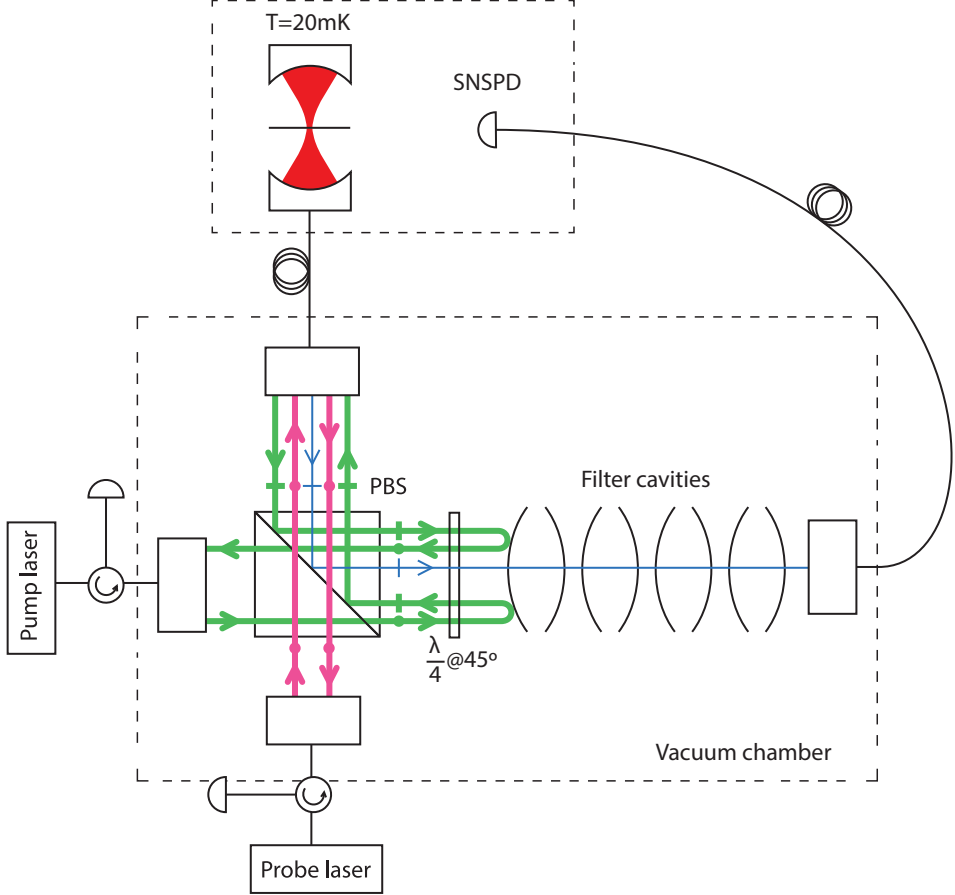 T=20mK
SNSPD
PBS
Filter cavities
Pump laser
λ/4@45º
Vacuum chamber
Probe laser